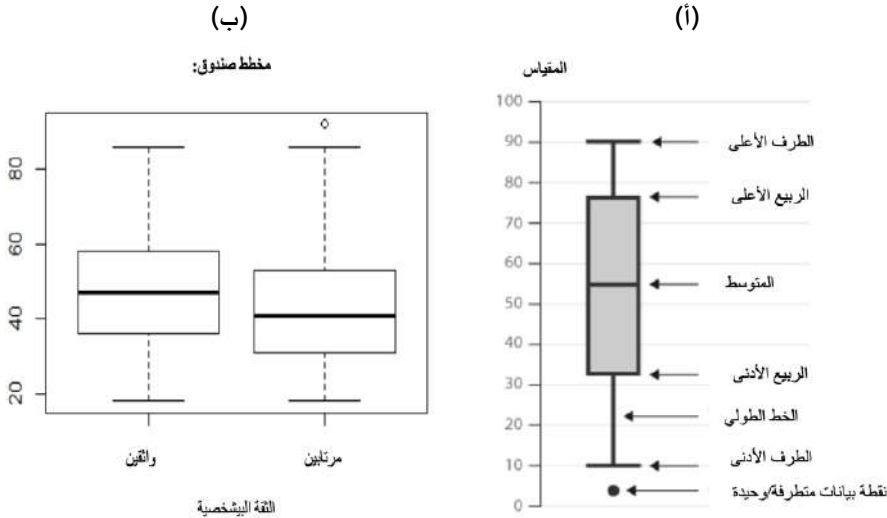 (أ)
المقياس
100
90
80
70
60
50
40
30
20
10
0
الطرف الأعلى
الربيع الأعلى
المتوسط
الربيع الأدنى
الخط الطولي
الطرف الأدنى
نقطة بيانات متطرفة/وحيدة
(ب)
مخطط صندوق:
80
60
40
20
واثقين
مرتابين
الثقة البيشخصية